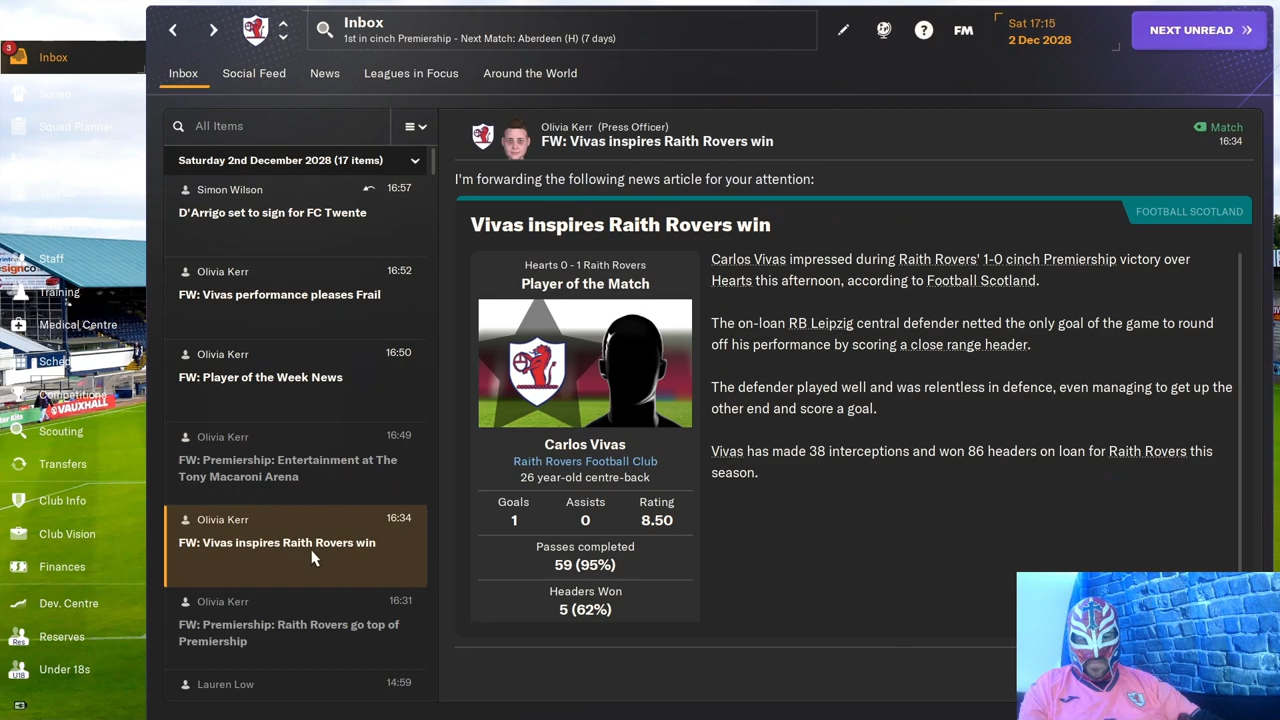 Inbox
1st in cinch Premiership - Next Match: Aberdeen (H) (7 days)
FM
Sat 17:15
2 Dec 2028
NEXT UNREAD
3
Inbox
Squad
Squad Planner
Staff
Training
Medical Centre
Sched
Competitions
Scouting
Transfers
Club Info
Club Vision
Finances
Dev. Centre
Reserves
Under 18s
Res
U18
VAUXHALL
Inbox
Social Feed
News
Leagues in Focus
Around the World
All Items
Saturday 2nd December 2028 (17 items)
Simon Wilson
16:57
D'Arrigo set to sign for FC Twente
Olivia Kerr
16:52
FW: Vivas performance pleases Frail
Olivia Kerr
16:50
FW: Player of the Week News
Olivia Kerr
16:49
FW: Premiership: Entertainment at The
Tony Macaroni Arena
Olivia Kerr
16:34
FW: Vivas inspires Raith Rovers win
Olivia Kerr
16:31
FW: Premiership: Raith Rovers go top of
Premiership
Lauren Low
14:59
Olivia Kerr (Press Officer)
FW: Vivas inspires Raith Rovers win
Match
16:34
I'm forwarding the following news article for your attention:
FOOTBALL SCOTLAND
Vivas inspires Raith Rovers win
Hearts 0 - 1 Raith Rovers
Player of the Match
Carlos Vivas
Raith Rovers Football Club
26 year-old centre-back
Goals Assists Rating
1 0 8.50
Passes completed
59 (95%)
Headers Won
5 (62%)
Carlos Vivas impressed during Raith Rovers' 1-0 cinch Premiership victory over
Hearts this afternoon, according to Football Scotland.
The on-loan RB Leipzig central defender netted the only goal of the game to round
off his performance by scoring a close range header.
The defender played well and was relentless in defence, even managing to get up the
other end and score a goal.
Vivas has made 38 interceptions and won 86 headers on loan for Raith Rovers this
season.